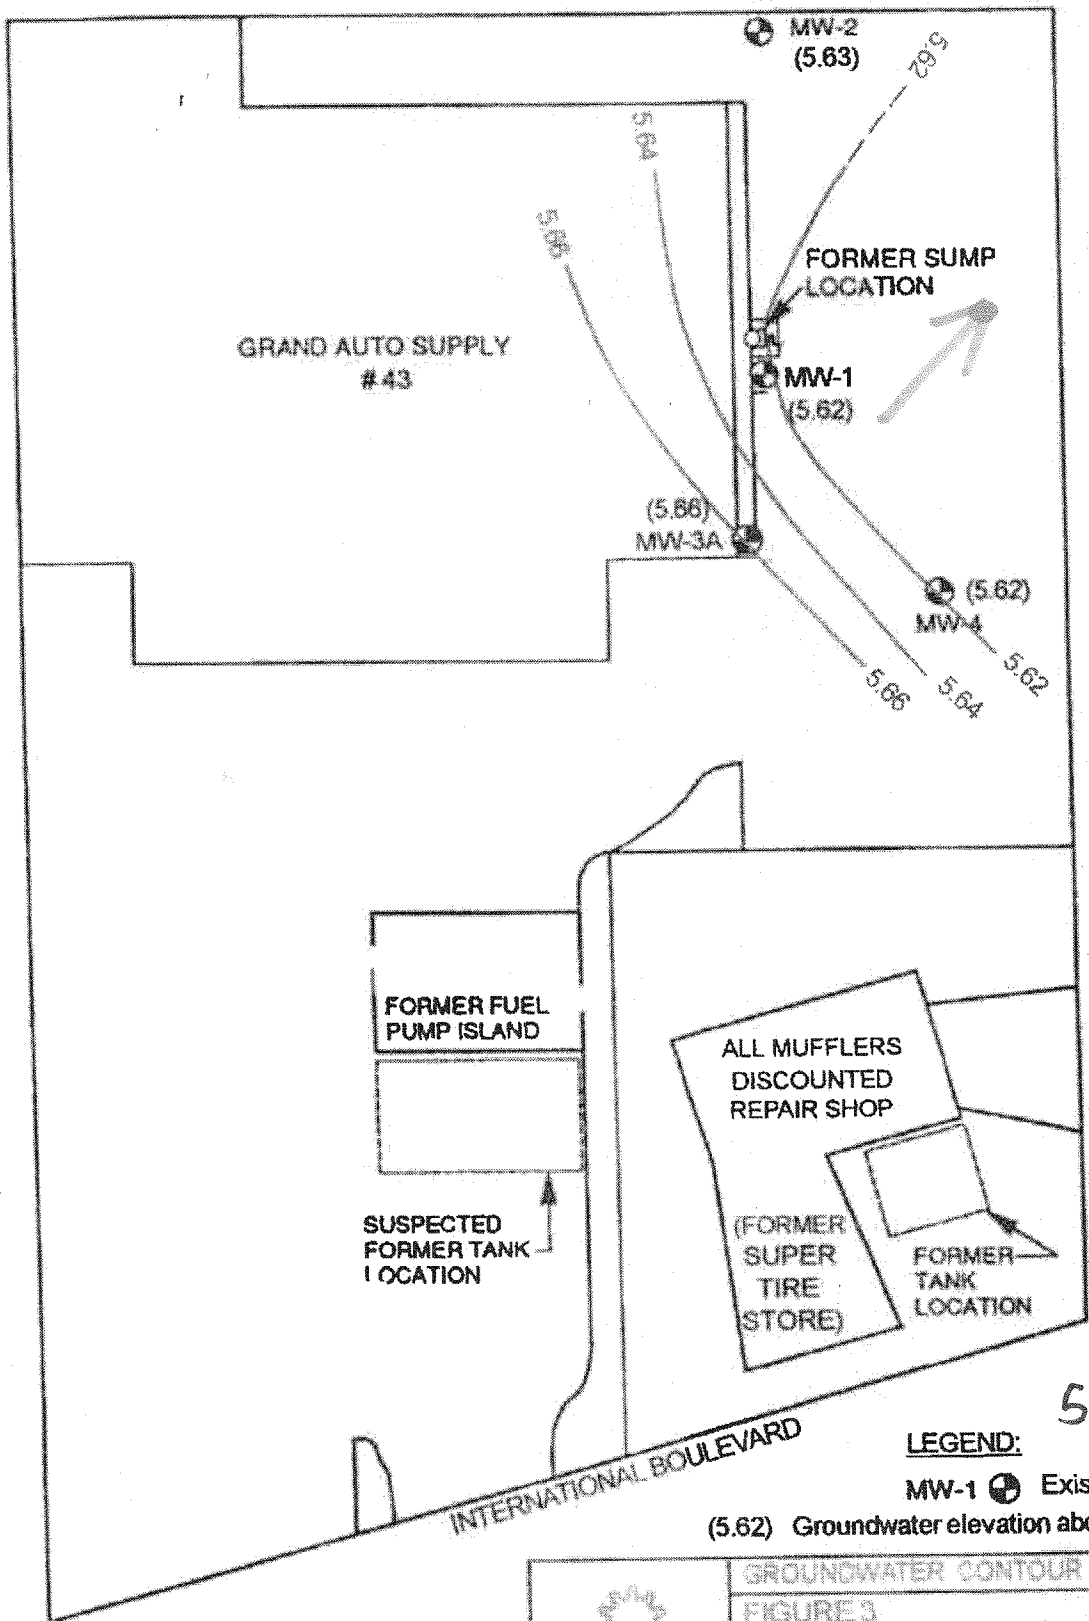 MW-2
(5.63)
5.62
5.64
5.66
FORMER SUMP
LOCATION
GRAND AUTO SUPPLY
#43
MW-1
(5.62)
(5.66)
MW-3A
(5.62)
MW-4
5.66
5.64
5.62
FORMER FUEL
PUMP ISLAND
ALL MUFFLERS
DISCOUNTED
REPAIR SHOP
SUSPECTED
FORMER TANK
LOCATION
(FORMER
SUPER
TIRE
STORE)
FORMER
TANK
LOCATION
INTERNATIONAL BOULEVARD
5
LEGEND:
MW-1 Exis
(5.62) Groundwater elevation abo
GROUNDWATER CONTOUR
FIGURE 3